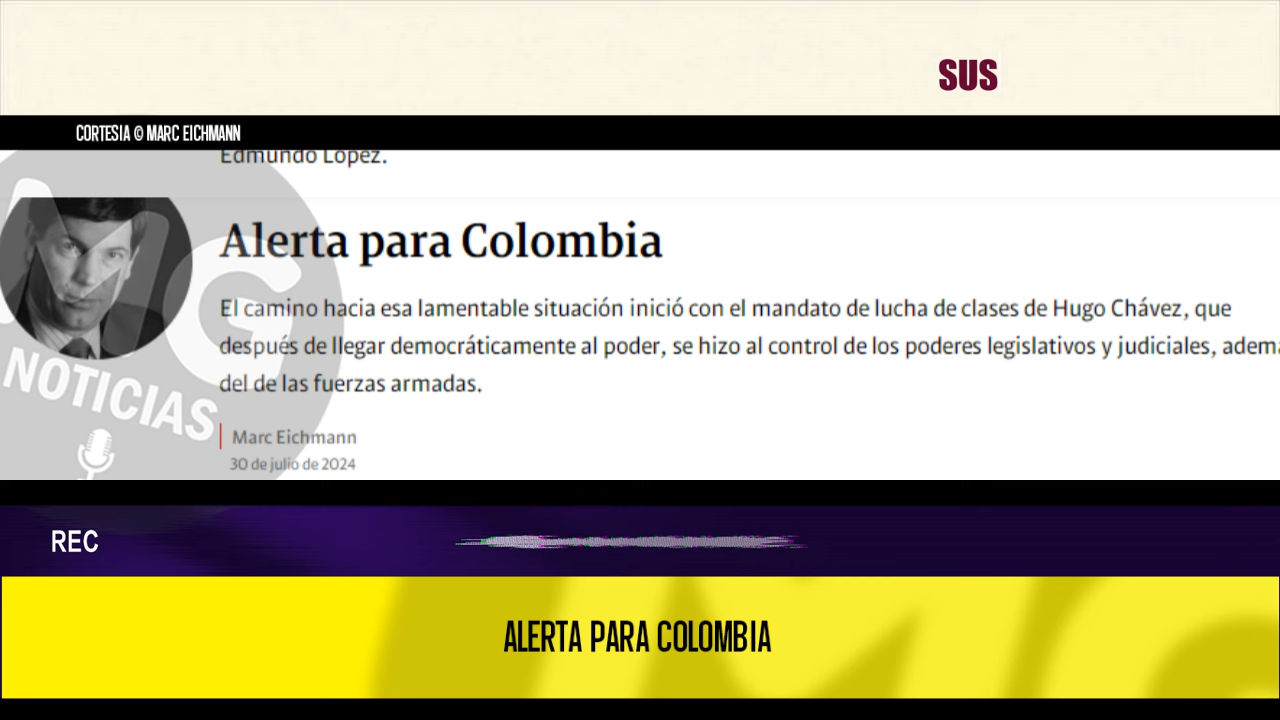 SUS
CORTESIA © MARC EICHMANN
Edmundo López.
Alerta para Colombia
El camino hacia esa lamentable situación inició con el mandato de lucha de clases de Hugo Chávez, que
después de llegar democráticamente al poder, se hizo al control de los poderes legislativos y judiciales, adema
del de las fuerzas armadas.
Marc Eichmann
30 de julio de 2024
MG
NOTICIAS
REC
ALERTA PARA COLOMBIA